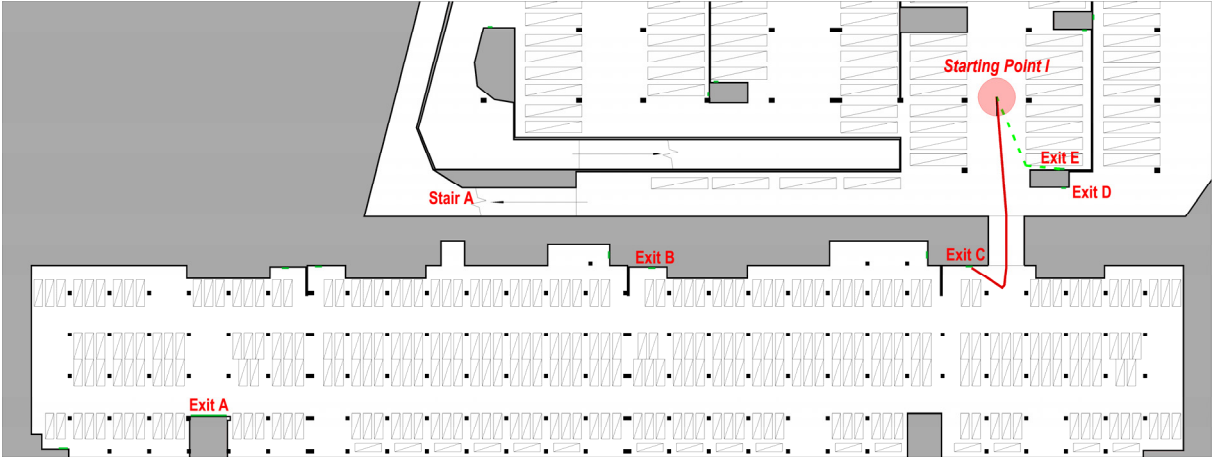 Starting Point I
Exit E
Stair A
Exit D
Exit B
Exit C
Exit A